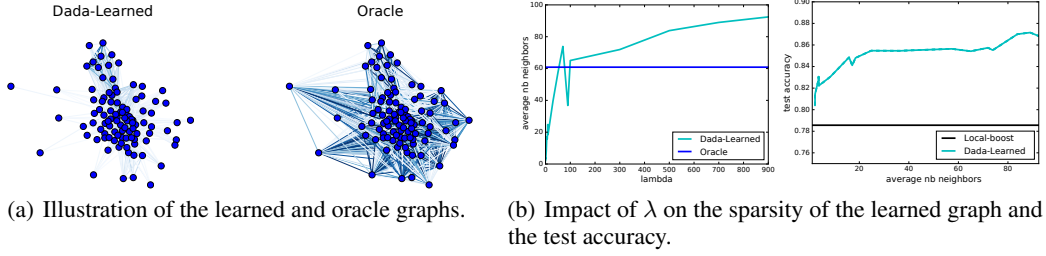 Dada-Learned
Oracle
average nb neighbors
100
80
60
40
20
0
0 100 200 300 400 500 600 700 800 900
lambda
Dada-Learned
Oracle
test accuracy
0.90
0.88
0.86
0.84
0.82
0.80
0.78
0.76
20 40 60 80
average nb neighbors
Local-boost
Dada-Learned
(a) Illustration of the learned and oracle graphs.
(b) Impact of λ on the sparsity of the learned graph and
the test accuracy.